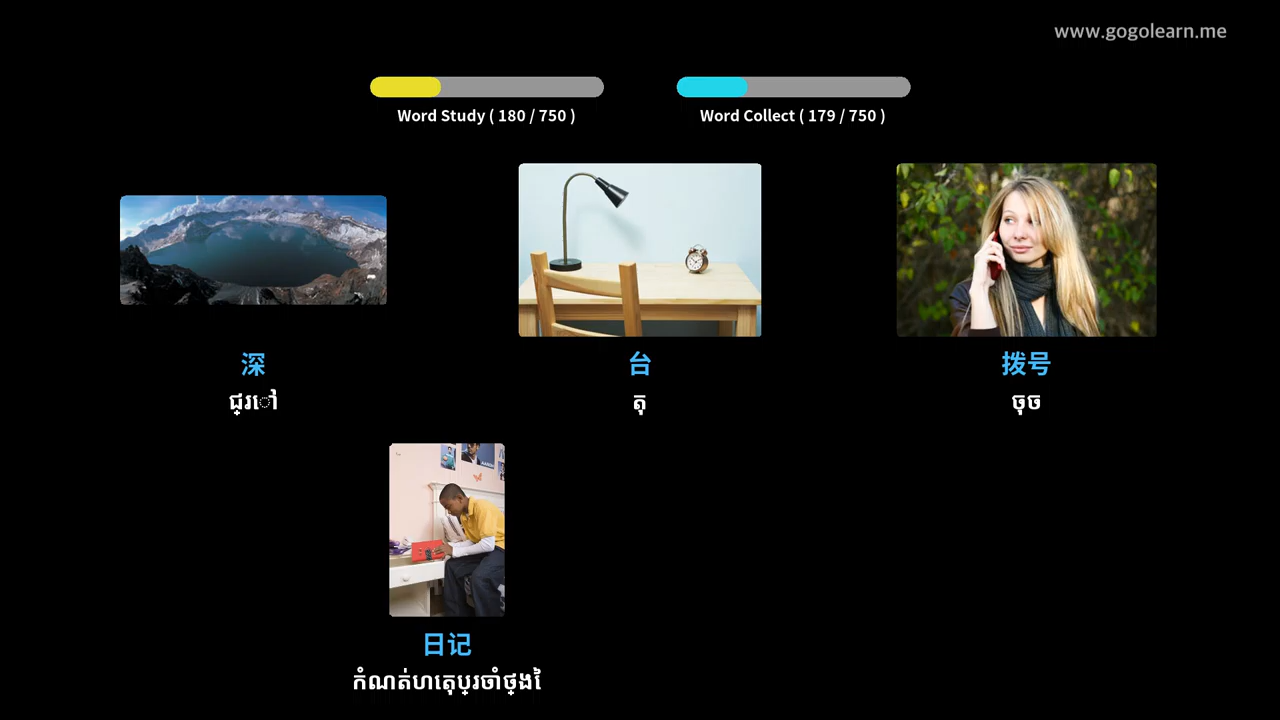 www.gogolearn.me
Word Study ( 180 / 750 )
Word Collect ( 179 / 750 )
深
ជ្រៅ
台
តុ
拨号
ចុច
日记
កំណត់ហេតុប្រចាំថ្ងៃ